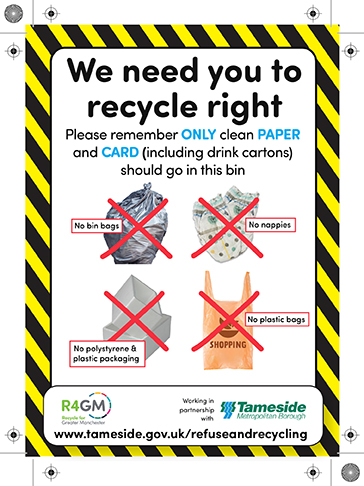 We need you to
recycle right
Please remember ONLY clean PAPER
and CARD (including drink cartons)
should go in this bin
No bin bags
No nappies
No polystyrene &
plastic packaging
No plastic bags
SHOPPING
R4GM
Recycle for
Greater Manchester
Working in
partnership
with
Tameside
Metropolitan Borough
www.tameside.gov.uk/refuseandrecycling